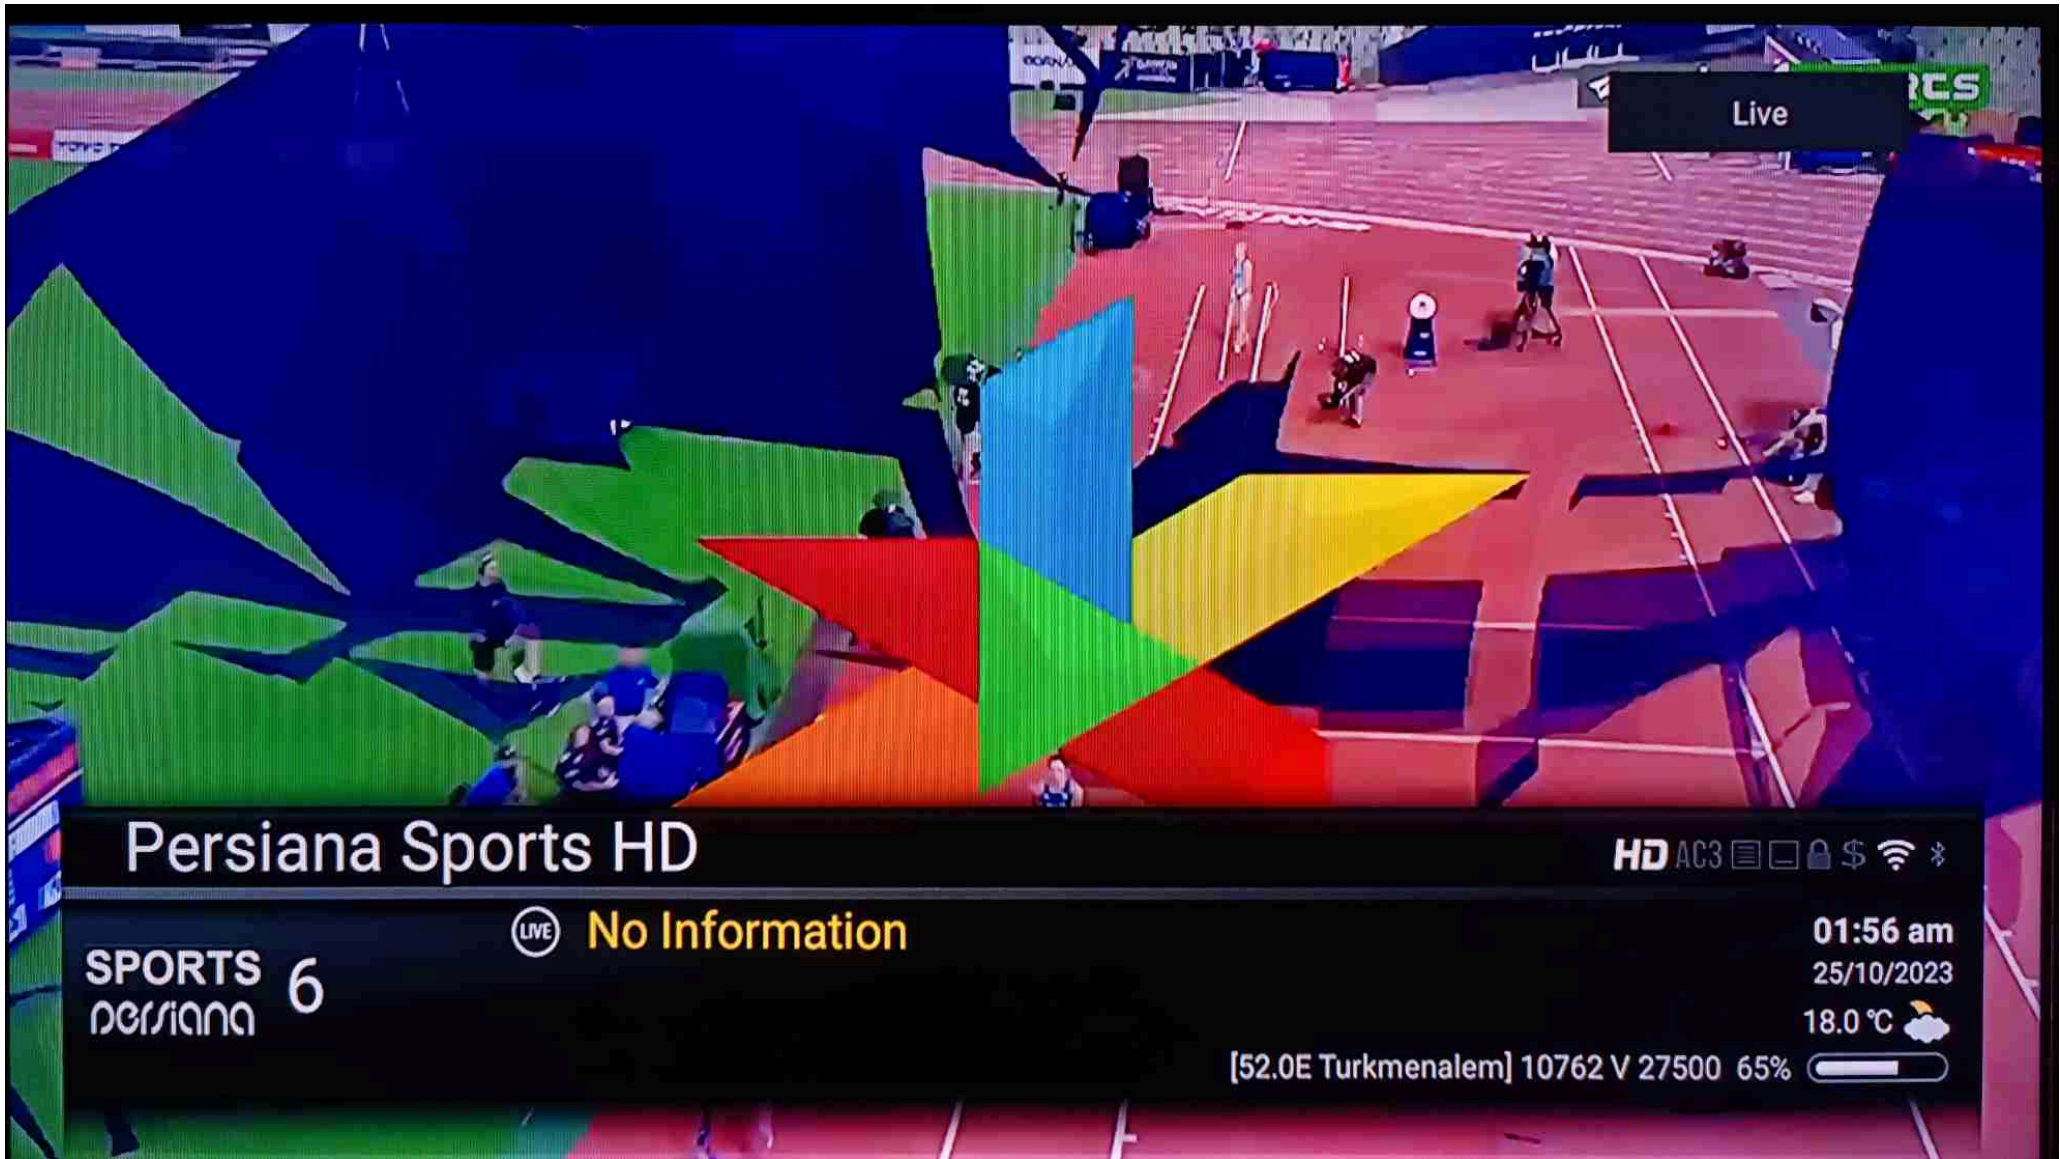 Live
Persiana Sports HD
HD AC3 $
LIVE No Information
SPORTS
persiana
6
01:56 am
25/10/2023
18.0 °C
[52.0E Turkmenalem] 10762 V 27500 65%